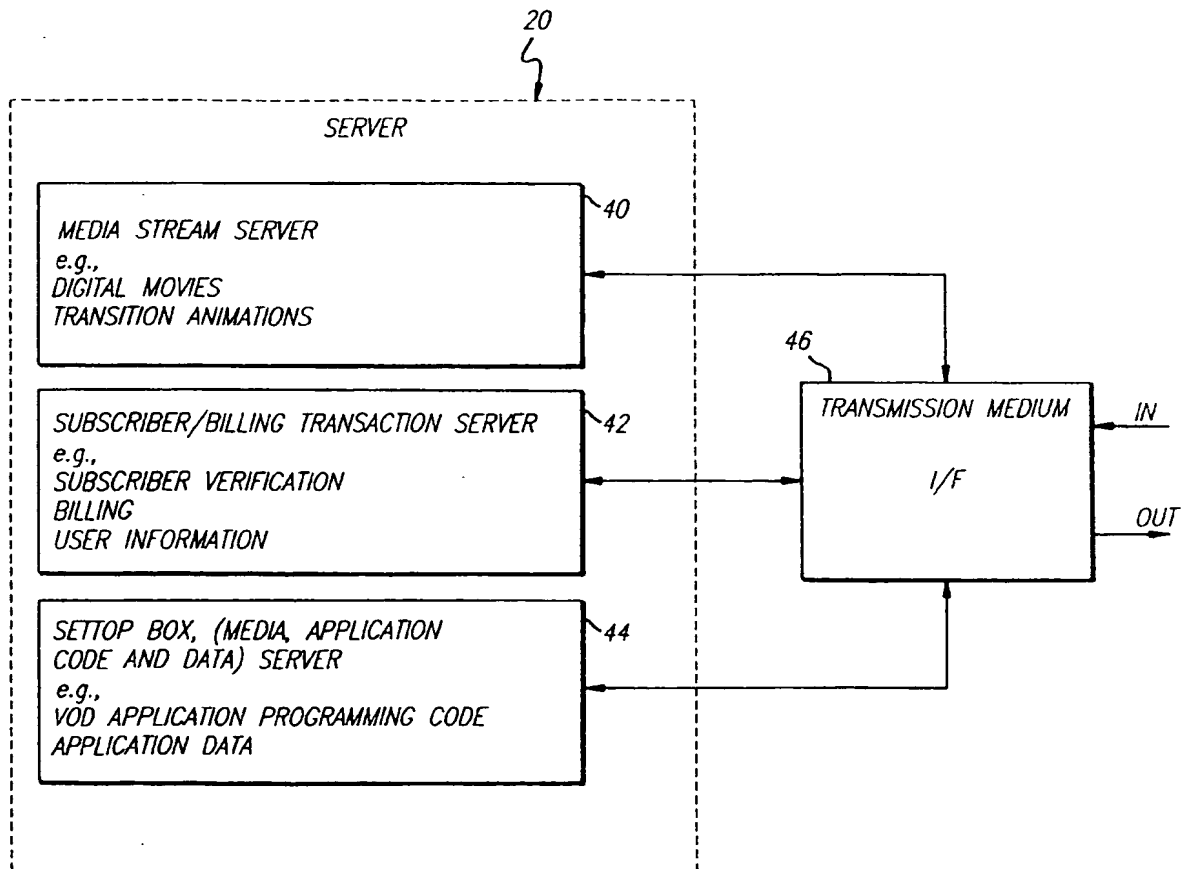 20
SERVER
40
MEDIA STREAM SERVER
e.g.,
DIGITAL MOVIES
TRANSITION ANIMATIONS
42
SUBSCRIBER/BILLING TRANSACTION SERVER
e.g.,
SUBSCRIBER VERIFICATION
BILLING
USER INFORMATION
44
SETTOP BOX, (MEDIA, APPLICATION
CODE AND DATA) SERVER
e.g.,
VOD APPLICATION PROGRAMMING CODE
APPLICATION DATA
46
TRANSMISSION MEDIUM
I/F
IN
OUT